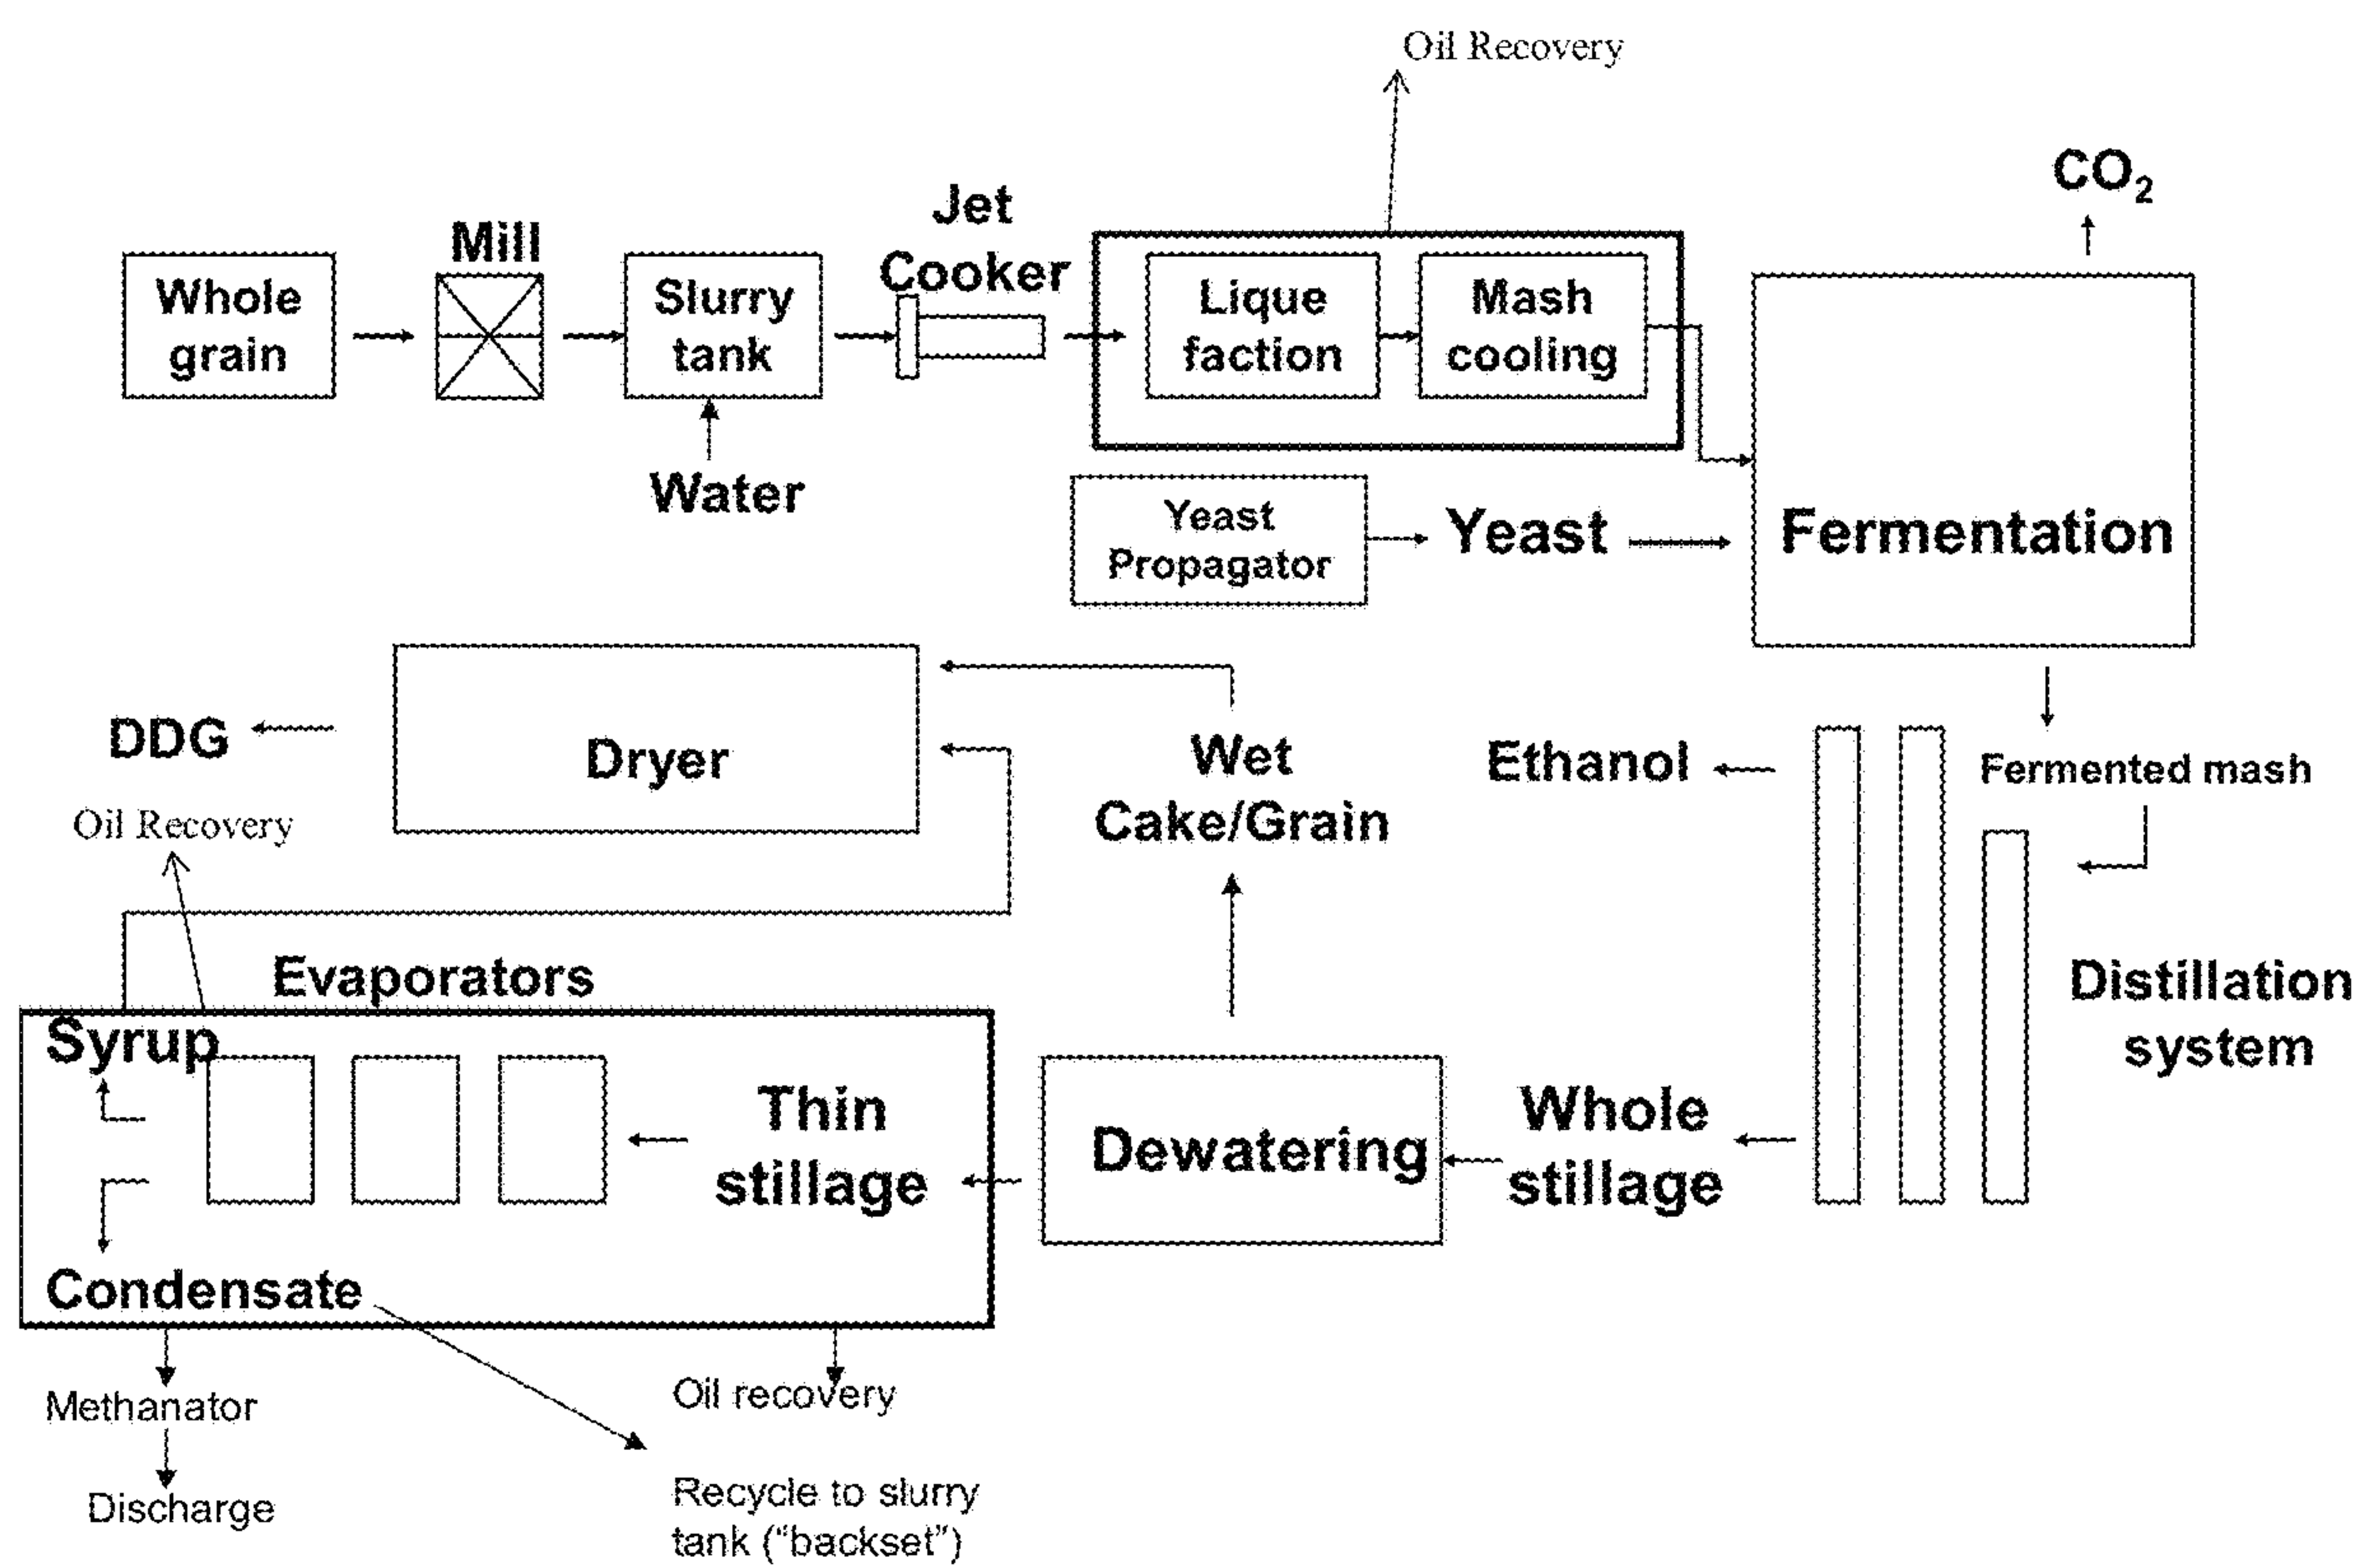 Oil Recovery
CO2
Jet
Cooker
Mill
Whole
grain
Slurry
tank
Lique
faction
Mash
cooling
Water
Yeast
Propagator
Yeast
Fermentation
DDG
Dryer
Wet
Cake/Grain
Ethanol
Fermented mash
Oil Recovery
Evaporators
Distillation
system
Syrup
Thin
stillage
Dewatering
Whole
stillage
Condensate
Methanator
Oil recovery
Discharge
Recycle to slurry
tank ("backset")